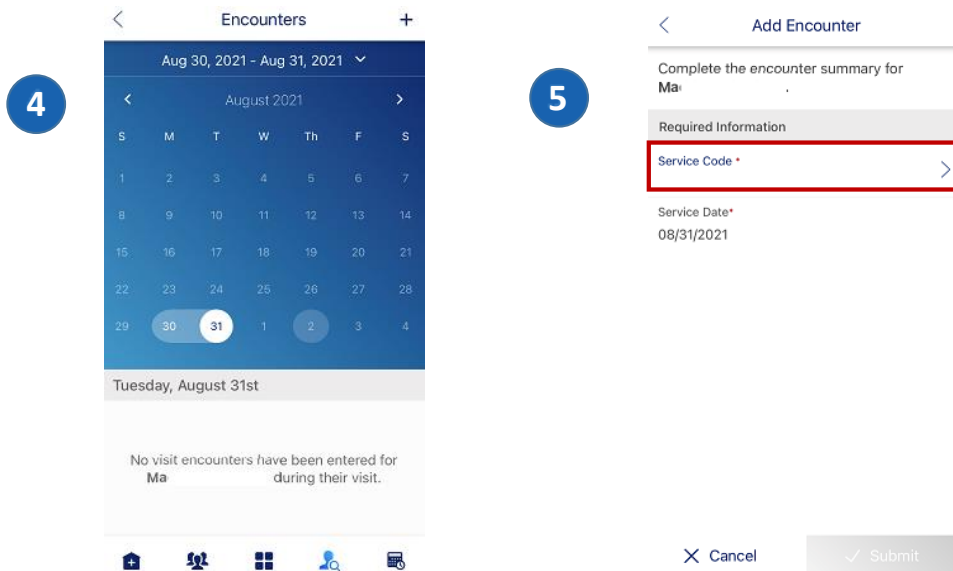 4
Encounters
Aug 30, 2021 - Aug 31, 2021
August 2021
S M T W Th F S
1 2 3 4 5 6 7
8 9 10 11 12 13 14
15 16 17 18 19 20 21
22 23 24 25 26 27 28
29 30 31 1 2 3 4
Tuesday, August 31st
No visit encounters have been entered for
Ma during their visit.
5
Add Encounter
Complete the encounter summary for
Ma .
Required Information
Service Code *
Service Date*
08/31/2021
Cancel
Submit